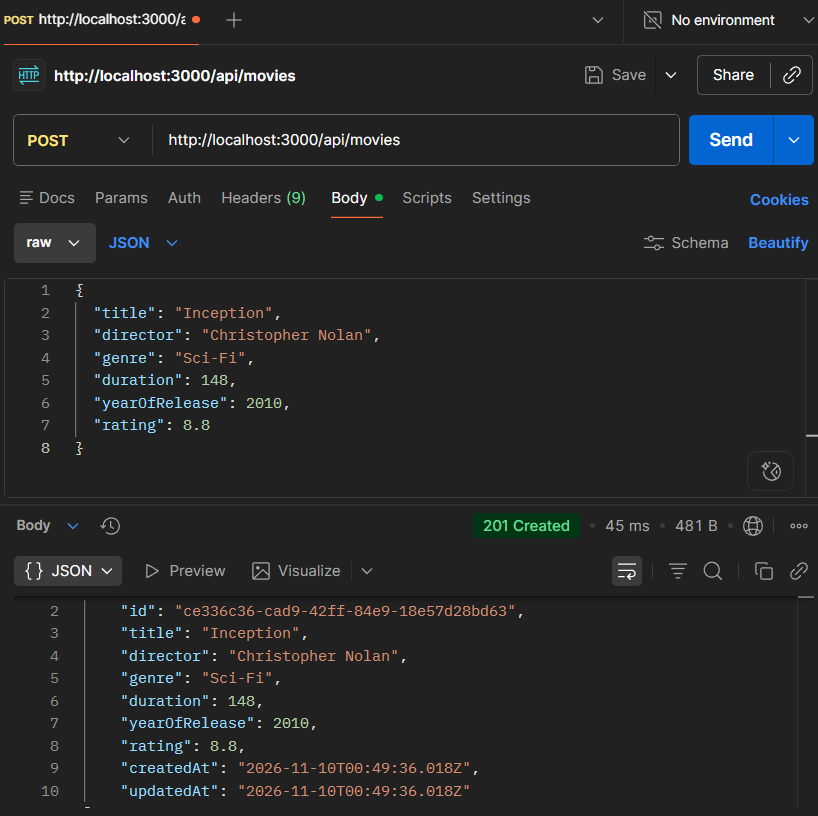 POST http://localhost:3000/a
No environment
HTTP http://localhost:3000/api/movies
Save
Share
POST
http://localhost:3000/api/movies
Send
Docs
Params
Auth
Headers (9)
Body
Scripts
Settings
Cookies
raw
JSON
Schema
Beautify
1 {
2 "title": "Inception",
3 "director": "Christopher Nolan",
4 "genre": "Sci-Fi",
5 "duration": 148,
6 "yearOfRelease": 2010,
7 "rating": 8.8
8 }
Body
201 Created • 45 ms • 481 B
{} JSON
Preview
Visualize
2 "id": "ce336c36-cad9-42ff-84e9-18e57d28bd63",
3 "title": "Inception",
4 "director": "Christopher Nolan",
5 "genre": "Sci-Fi",
6 "duration": 148,
7 "yearOfRelease": 2010,
8 "rating": 8.8,
9 "createdAt": "2026-11-10T00:49:36.018Z",
10 "updatedAt": "2026-11-10T00:49:36.018Z"